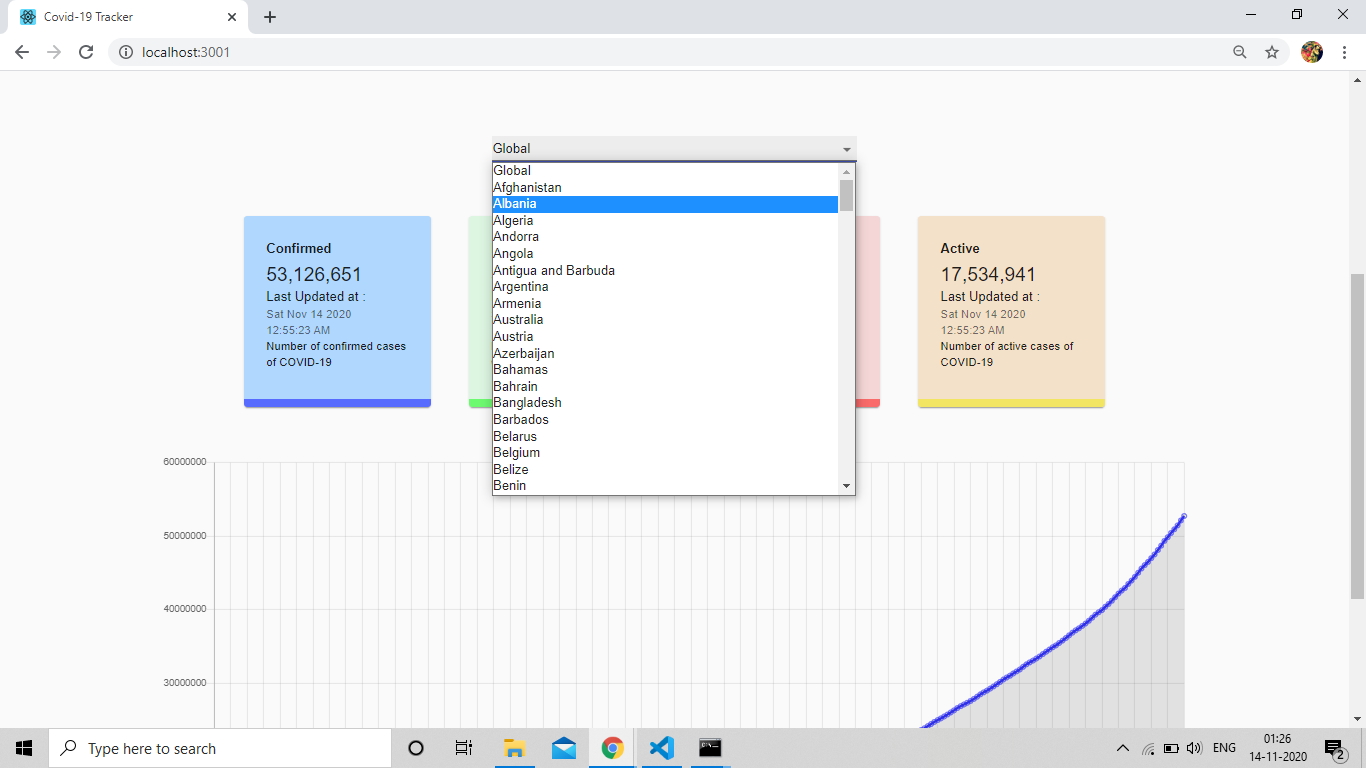 Covid-19 Tracker
localhost:3001
Global
Global
Afghanistan
Albania
Algeria
Andorra
Angola
Antigua and Barbuda
Argentina
Armenia
Australia
Austria
Azerbaijan
Bahamas
Bahrain
Bangladesh
Barbados
Belarus
Belgium
Belize
Benin
Confirmed
53,126,651
Last Updated at :
Sat Nov 14 2020
12:55:23 AM
Number of confirmed cases
of COVID-19
Active
17,534,941
Last Updated at :
Sat Nov 14 2020
12:55:23 AM
Number of active cases of
COVID-19
60000000
50000000
40000000
30000000
Type here to search
ENG
01:26
14-11-2020
2